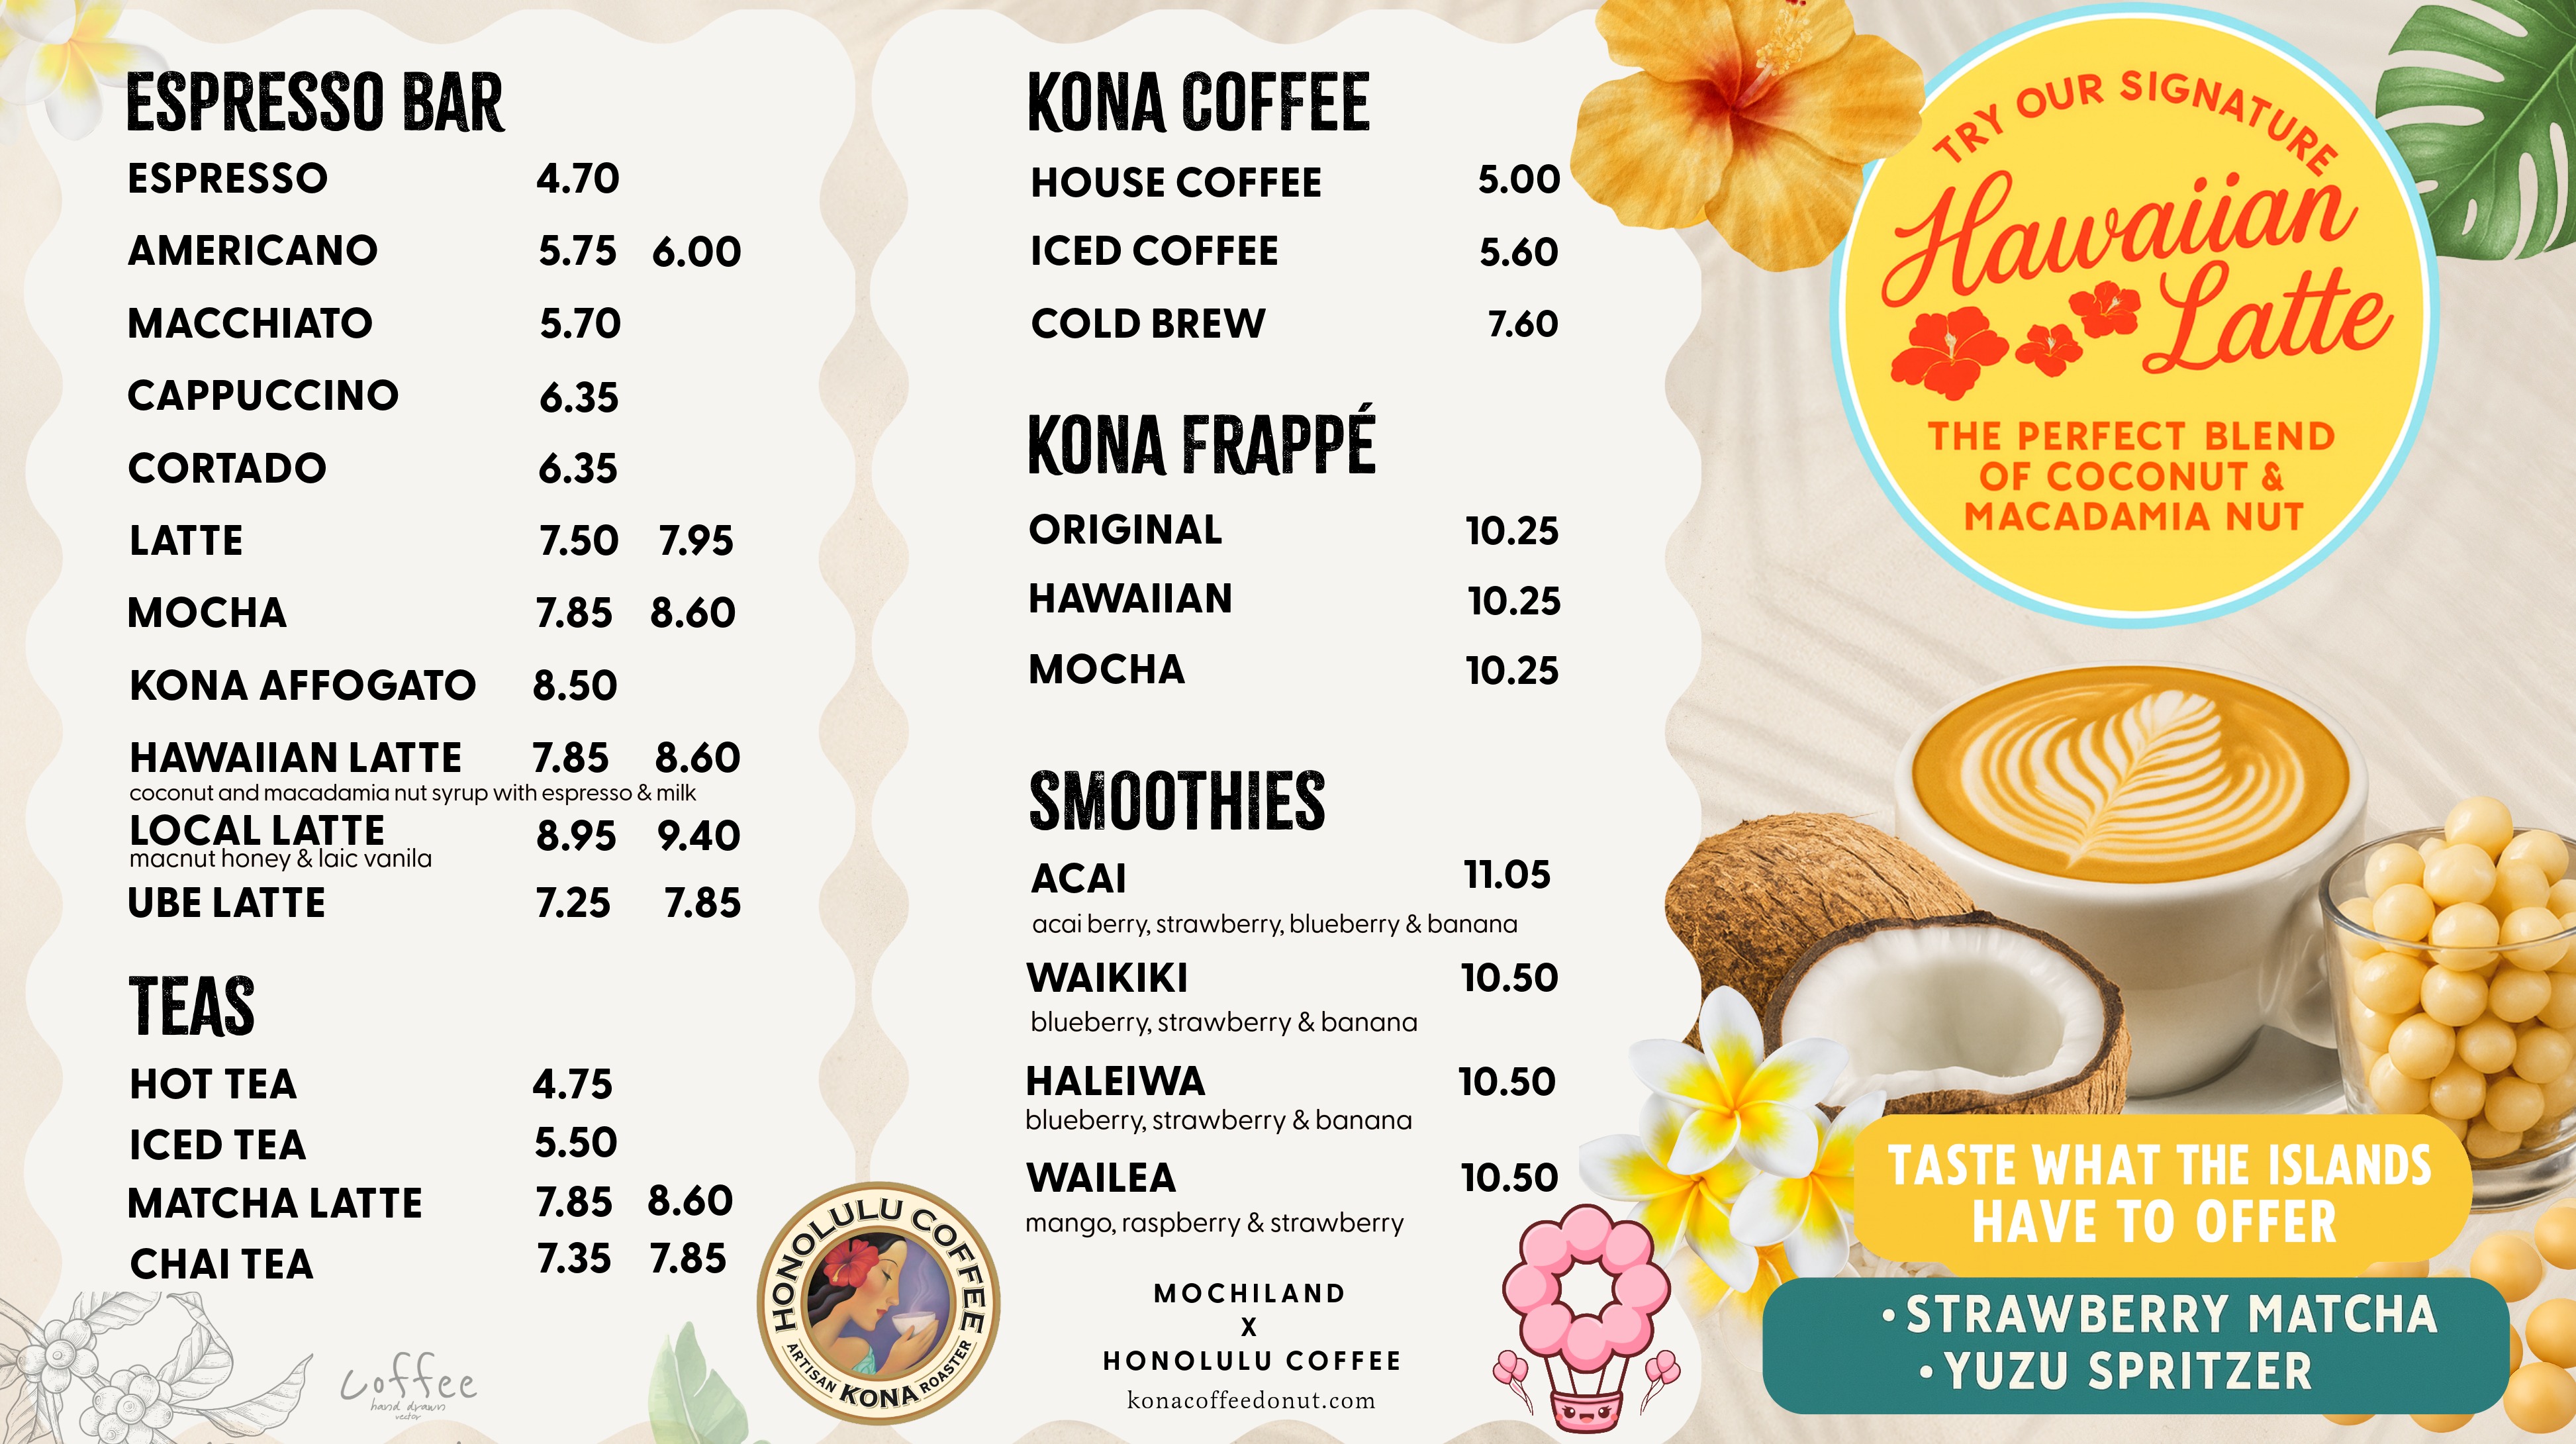 ESPRESSO BAR
ESPRESSO 4.70
AMERICANO 5.75 6.00
MACCHIATO 5.70
CAPPUCCINO 6.35
CORTADO 6.35
LATTE 7.50 7.95
MOCHA 7.85 8.60
KONA AFFOGATO 8.50
HAWAIIAN LATTE 7.85 8.60
coconut and macadamia nut syrup with espresso & milk
LOCAL LATTE 8.95 9.40
macnut honey & laic vanila
UBE LATTE 7.25 7.85
TEAS
HOT TEA 4.75
ICED TEA 5.50
MATCHA LATTE 7.85 8.60
CHAI TEA 7.35 7.85
coffee
hand drawn
vector
HONOLULU COFFEE
ARTISAN KONA ROASTER
KONA COFFEE
HOUSE COFFEE 5.00
ICED COFFEE 5.60
COLD BREW 7.60
KONA FRAPPÉ
ORIGINAL 10.25
HAWAIIAN 10.25
MOCHA 10.25
SMOOTHIES
ACAI 11.05
acai berry, strawberry, blueberry & banana
WAIKIKI 10.50
blueberry, strawberry & banana
HALEIWA 10.50
blueberry, strawberry & banana
WAILEA 10.50
mango, raspberry & strawberry
MOCHILAND
X
HONOLULU COFFEE
konacoffeedonut.com
TRY OUR SIGNATURE
Hawaiian
Latte
THE PERFECT BLEND
OF COCONUT &
MACADAMIA NUT
TASTE WHAT THE ISLANDS
HAVE TO OFFER
• STRAWBERRY MATCHA
• YUZU SPRITZER